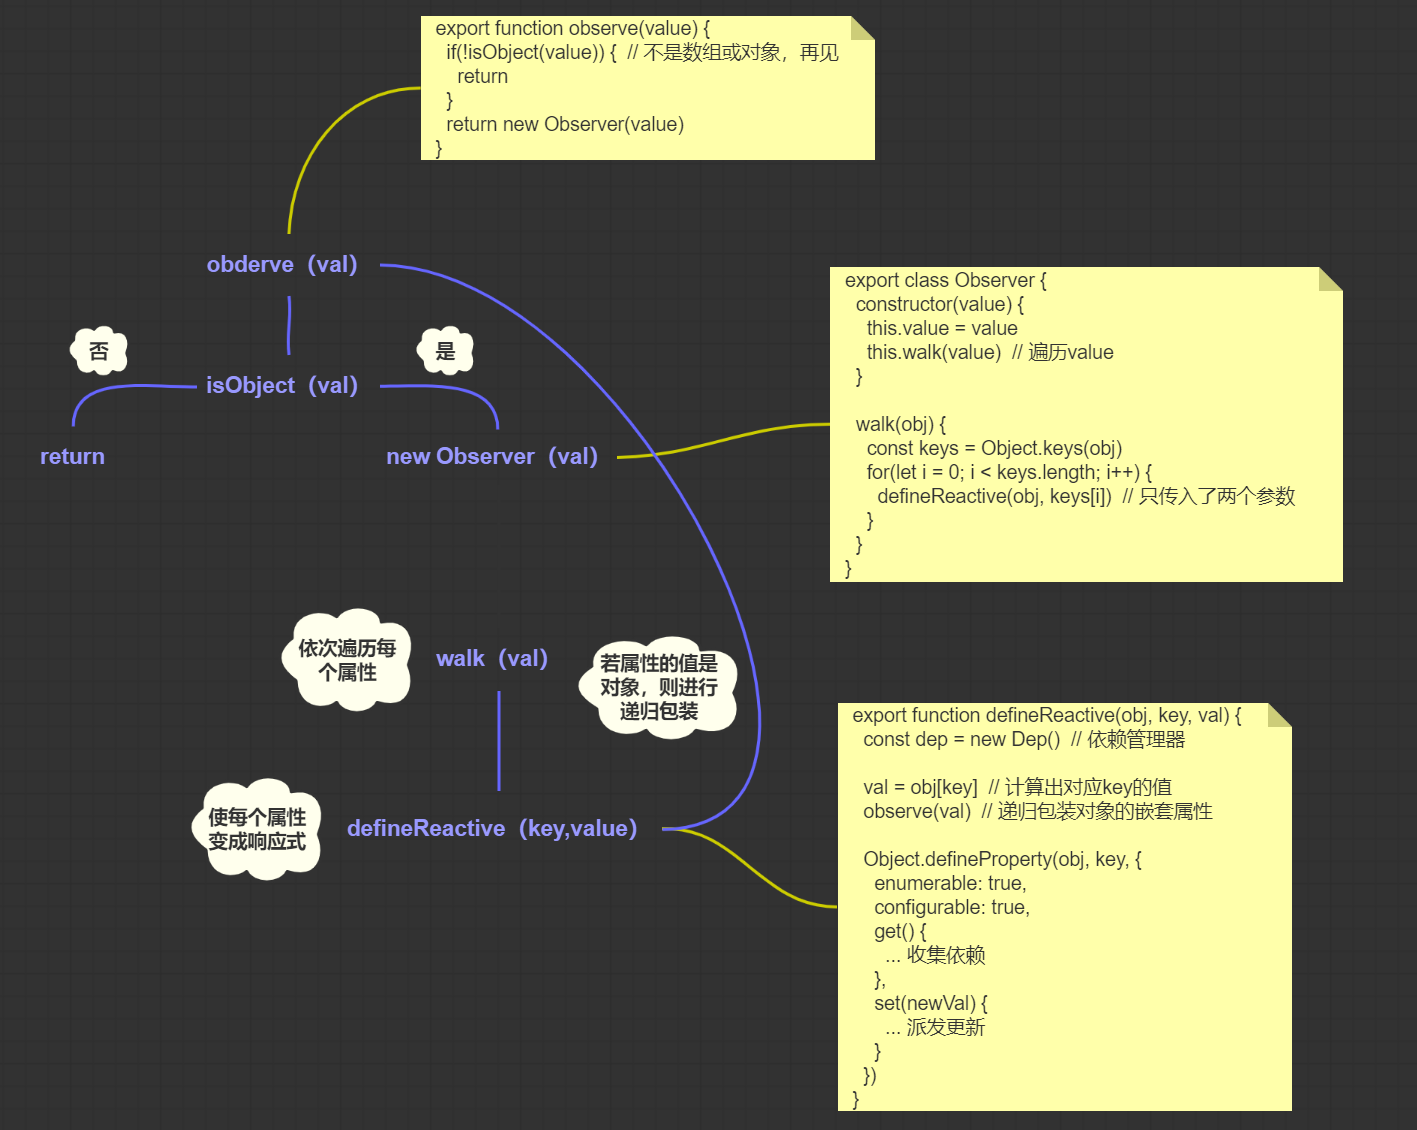 export function observe(value) {
if(!isObject(value)) {  // 不是数组或对象，再见
return
}
return new Observer(value)
}
obderve（val）
否
是
isObject（val）
return
new Observer（val）
export class Observer {
constructor(value) {
this.value = value
this.walk(value)  // 遍历value
}
walk(obj) {
const keys = Object.keys(obj)
for(let i = 0; i < keys.length; i++) {
defineReactive(obj, keys[i])  // 只传入了两个参数
}
}
}
依次遍历每
个属性
walk（val）
若属性的值是
对象，则进行
递归包装
使每个属性
变成响应式
defineReactive（key,value）
export function defineReactive(obj, key, val) {
const dep = new Dep()  // 依赖管理器
val = obj[key]  // 计算出对应key的值
observe(val)  // 递归包装对象的嵌套属性
Object.defineProperty(obj, key, {
enumerable: true,
configurable: true,
get() {
... 收集依赖
},
set(newVal) {
... 派发更新
}
})
}